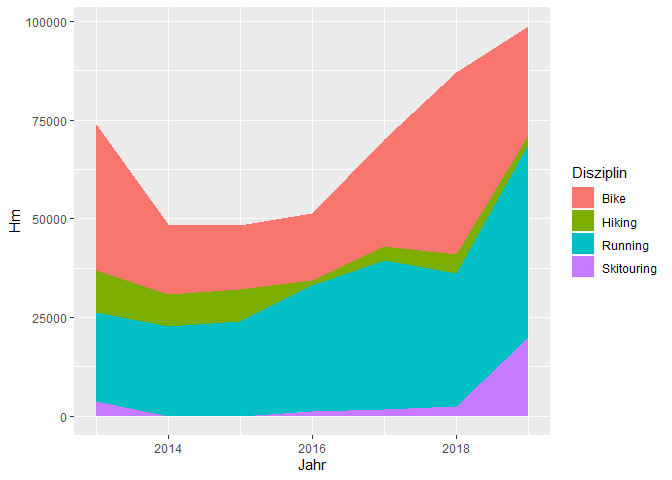 100000
75000
50000
25000
0
Hm
2014
2016
2018
Jahr
Disziplin
Bike
Hiking
Running
Skitouring